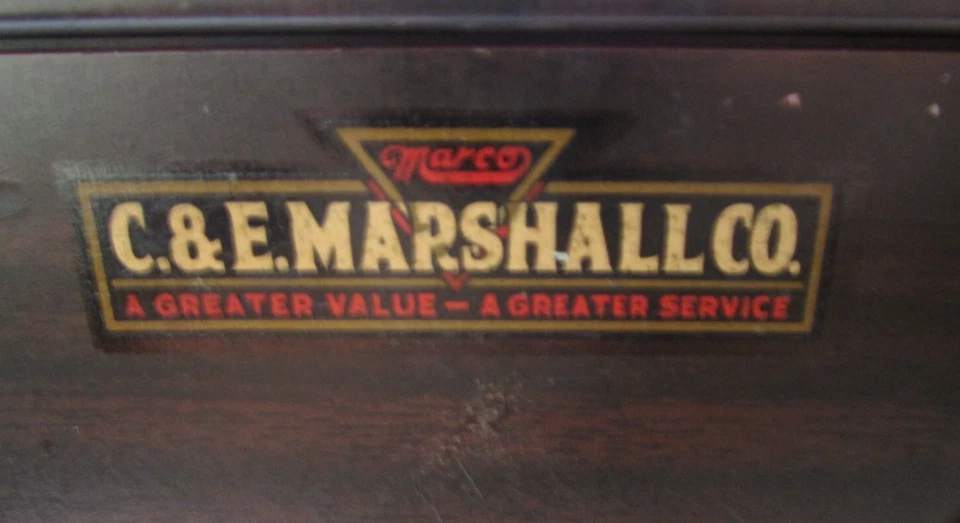 Marco
C.&E.MARSHALL CO.
A GREATER VALUE — A GREATER SERVICE